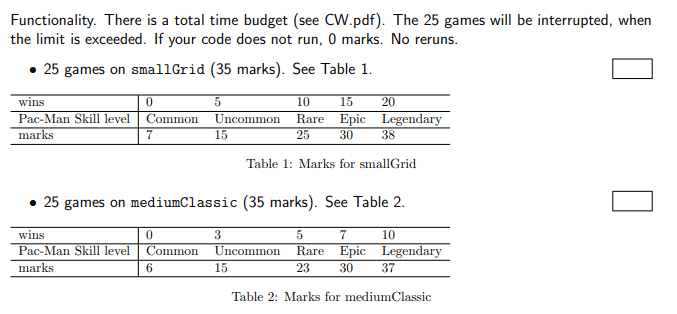 Functionality. There is a total time budget (see CW.pdf). The 25 games will be interrupted, when
the limit is exceeded. If your code does not run, 0 marks. No reruns.
• 25 games on smallGrid (35 marks). See Table 1.
wins 0 5 10 15 20
Pac-Man Skill level Common Uncommon Rare Epic Legendary
marks 7 15 25 30 38
Table 1: Marks for smallGrid
• 25 games on mediumClassic (35 marks). See Table 2.
wins 0 3 5 7 10
Pac-Man Skill level Common Uncommon Rare Epic Legendary
marks 6 15 23 30 37
Table 2: Marks for mediumClassic